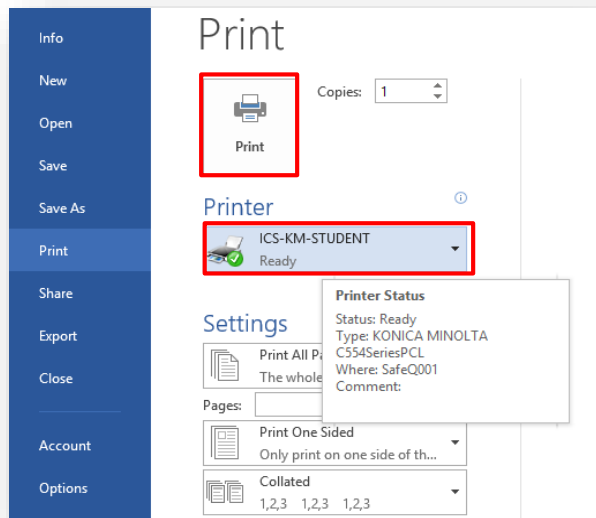 Info
New
Open
Save
Save As
Print
Share
Export
Close
Account
Options
Print
Copies: 1
Print
Printer
ICS-KM-STUDENT
Ready
Printer Status
Status: Ready
Type: KONICA MINOLTA
C554SeriesPCL
Where: SafeQ001
Comment:
Settings
Print All
The whole
Pages:
Print One Sided
Only print on one side of th...
Collated
1,2,3 1,2,3 1,2,3